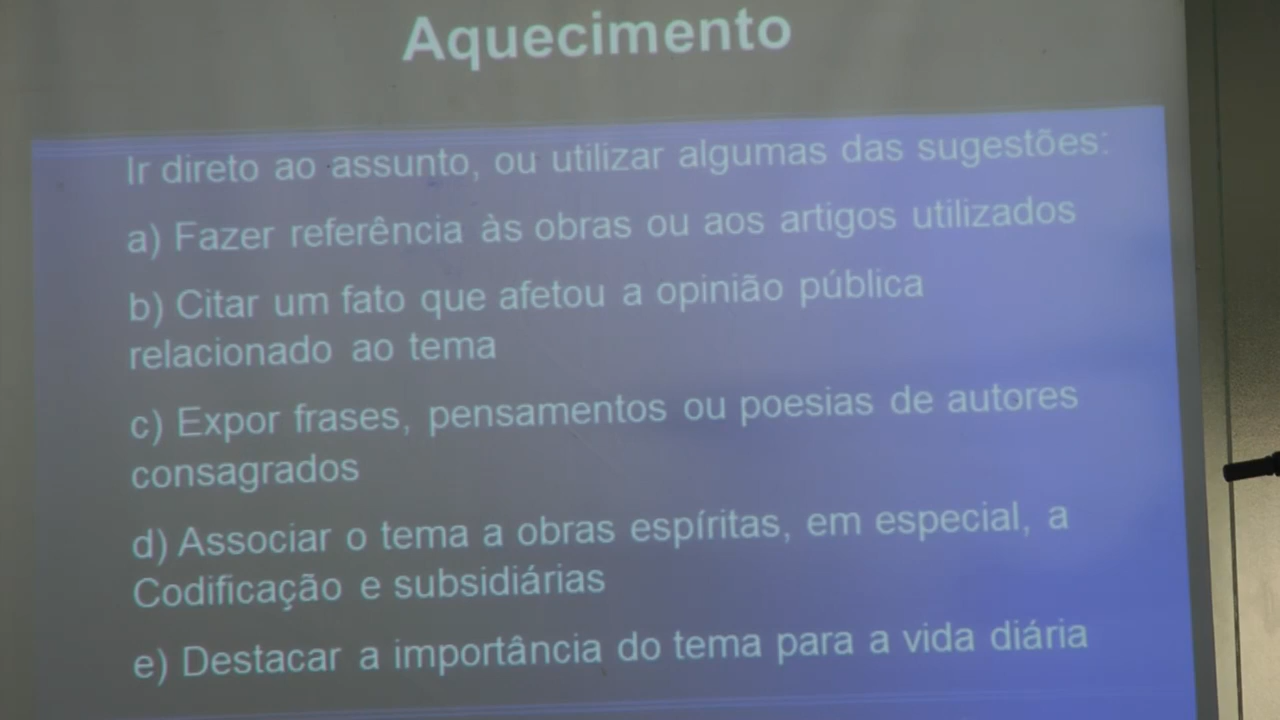 Aquecimento
Ir direto ao assunto, ou utilizar algumas das sugestões:
a) Fazer referência às obras ou aos artigos utilizados
b) Citar um fato que afetou a opinião pública
relacionado ao tema
c) Expor frases, pensamentos ou poesias de autores
consagrados
d) Associar o tema a obras espíritas, em especial, a
Codificação e subsidiárias
e) Destacar a importância do tema para a vida diária